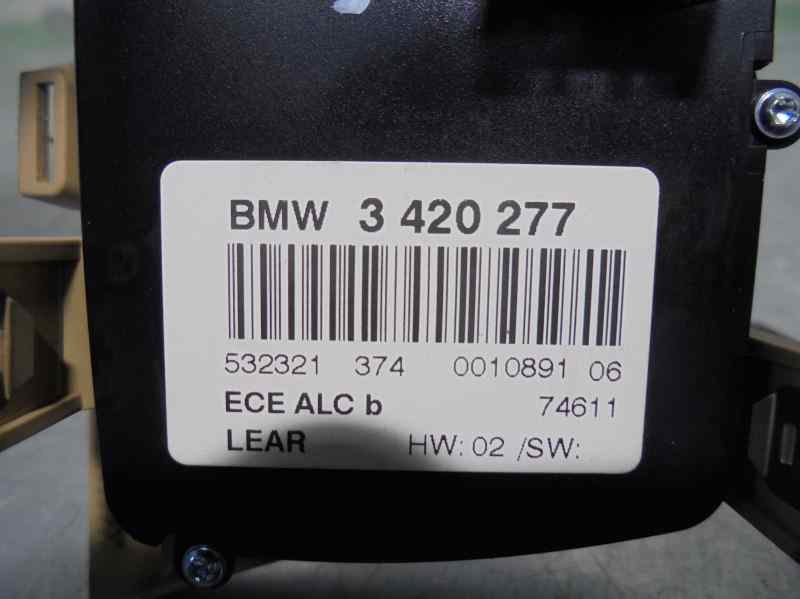 BMW 3 420 277
532321 374 0010891 06
ECE ALC b 74611
LEAR HW: 02 /SW: